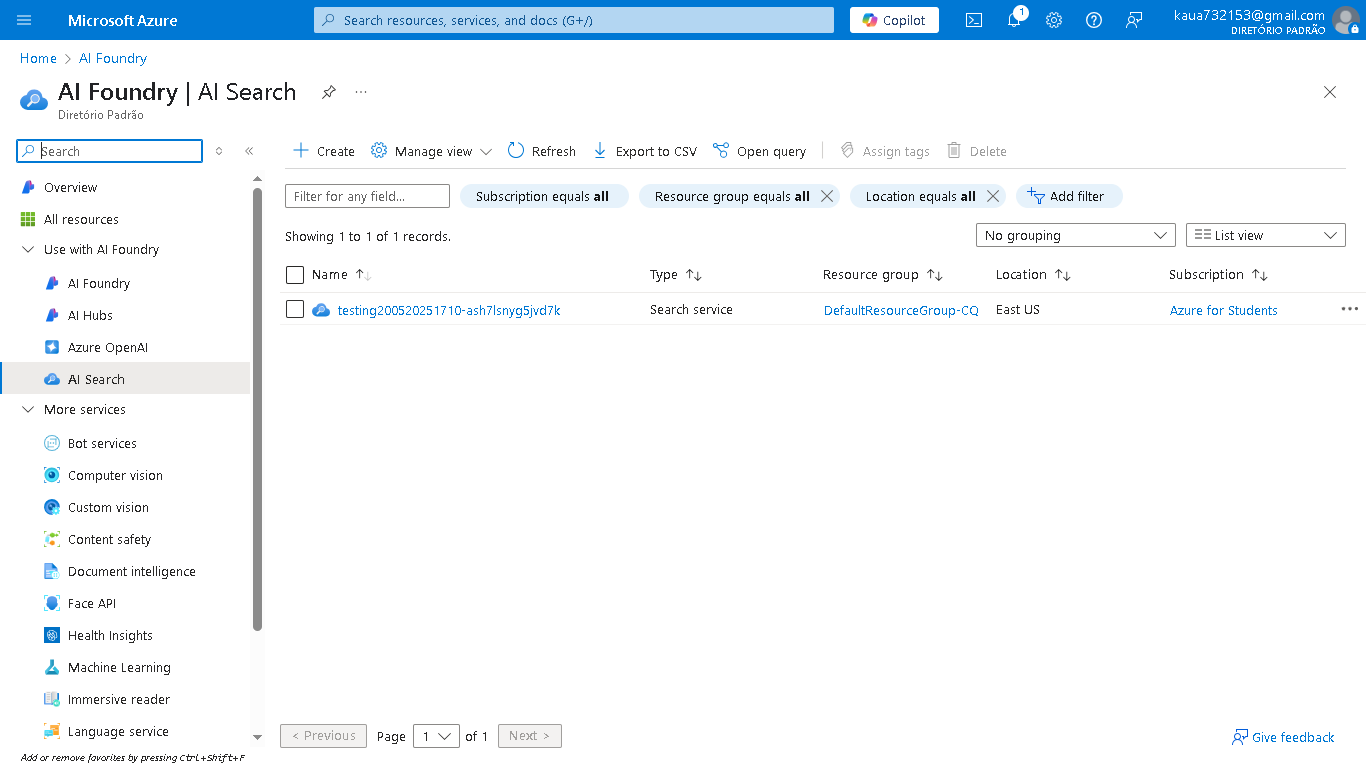 Microsoft Azure
Search resources, services, and docs (G+/)
Copilot
1
kaua732153@gmail.com
DIRETÓRIO PADRÃO
Home > AI Foundry
AI Foundry | AI Search
...
Diretório Padrão
Search
Create
Manage view
Refresh
Export to CSV
Open query
Assign tags
Delete
Overview
All resources
Use with AI Foundry
AI Foundry
AI Hubs
Azure OpenAI
AI Search
More services
Bot services
Computer vision
Custom vision
Content safety
Document intelligence
Face API
Health Insights
Machine Learning
Immersive reader
Language service
Add or remove favorites by pressing Ctrl+Shift+F
Filter for any field...
Subscription equals all
Resource group equals all
Location equals all
Add filter
Showing 1 to 1 of 1 records.
No grouping
List view
Name Type Resource group Location Subscription
testing200520251710-ash7lsnyg5jvd7k Search service DefaultResourceGroup-CQ East US Azure for Students
< Previous Page 1 of 1 Next >
Give feedback